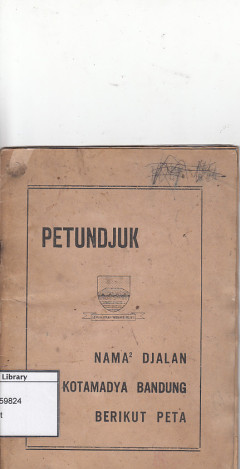 PETUNDJUK
NAMA² DJALAN
KOTAMADYA BANDUNG
BERIKUT PETA
Library
59824
t